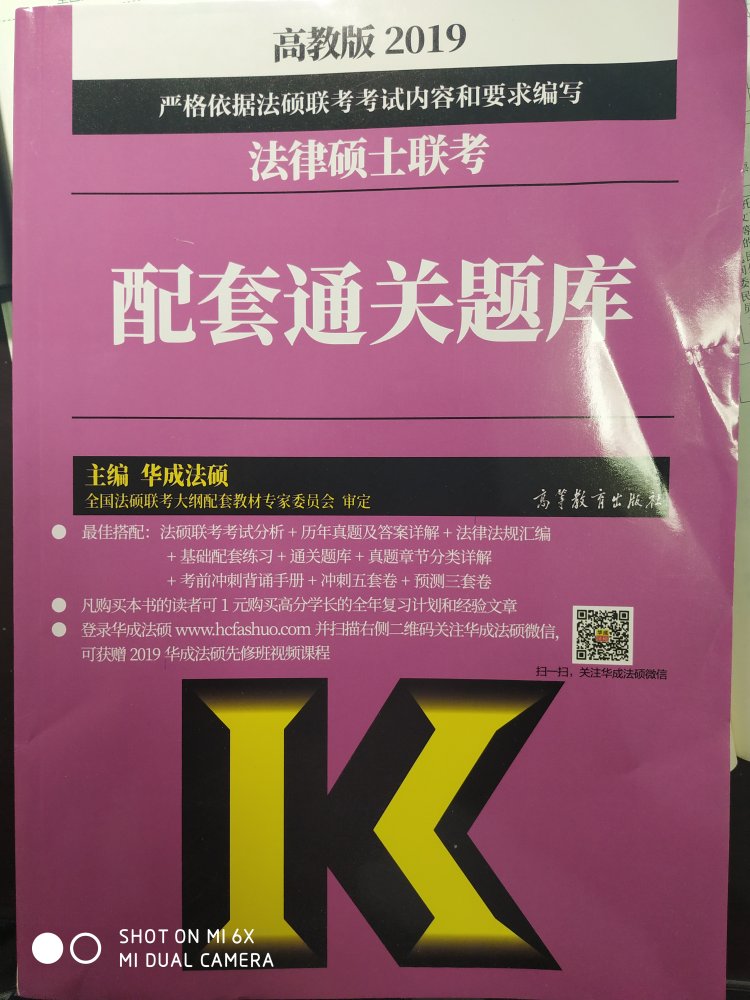 高教版 2019
严格依据法硕联考考试内容和要求编写
法律硕士联考
配套通关题库
主编 华成法硕
全国法硕联考大纲配套教材专家委员会 审定
高等教育出版社
● 最佳搭配：法硕联考考试分析 + 历年真题及答案详解 + 法律法规汇编
+ 基础配套练习 + 通关题库 + 真题章节分类详解
+ 考前冲刺背诵手册 + 冲刺五套卷 + 预测三套卷
● 凡购买本书的读者可 1 元购买高分学长的全年复习计划和经验文章
● 登录华成法硕 www.hcfashuo.com 并扫描右侧二维码关注华成法硕微信，
可获赠 2019 华成法硕先修班视频课程
扫一扫，关注华成法硕微信
K
SHOT ON MI 6X
MI DUAL CAMERA